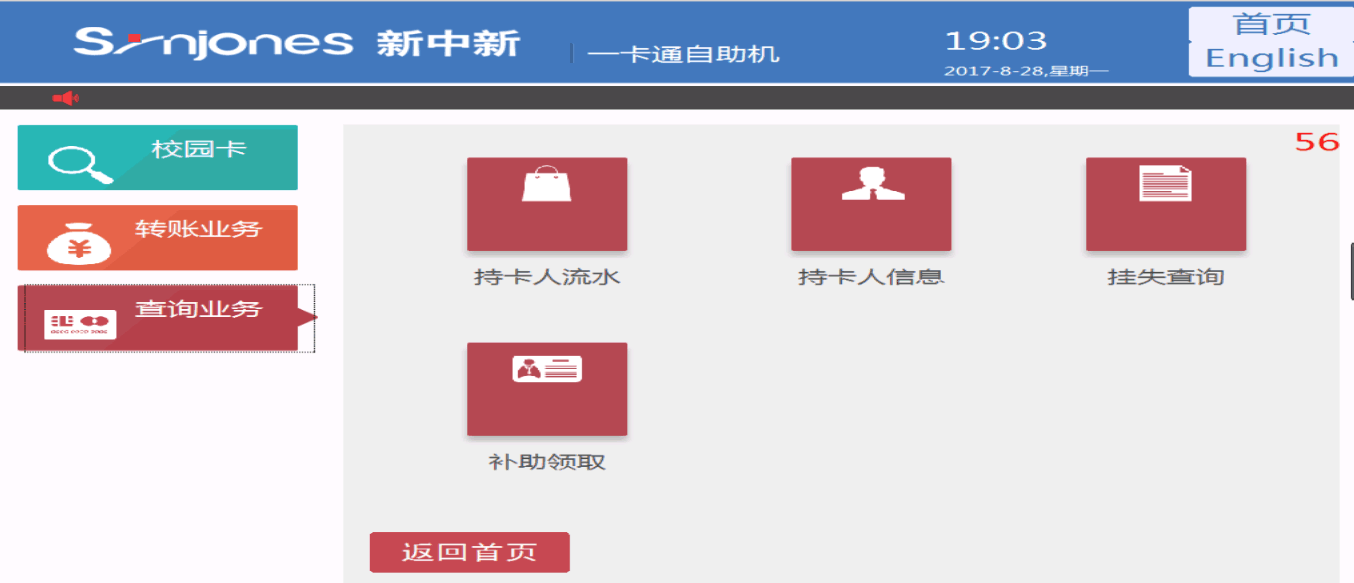 Synjones 新中新
一卡通自助机
19:03
2017-8-28,星期一
首页
English
校园卡
转账业务
查询业务
56
持卡人流水
持卡人信息
挂失查询
补助领取
返回首页